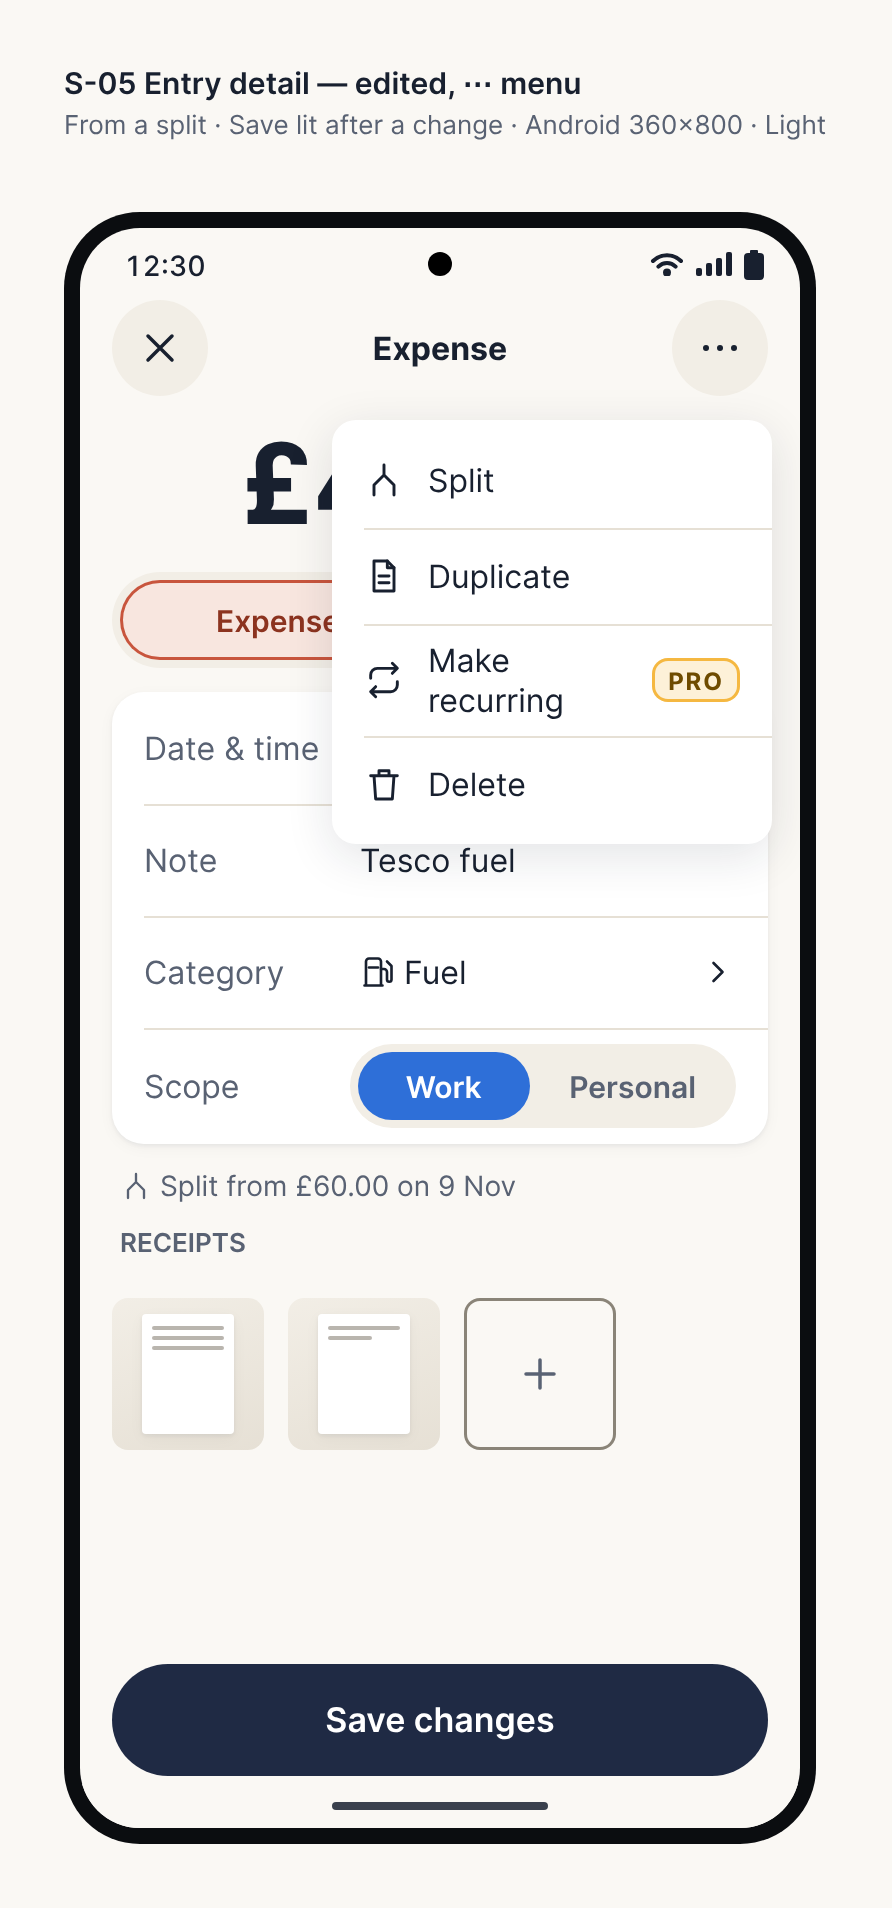 S-05 Entry detail — edited, ··· menu
From a split · Save lit after a change · Android 360×800 · Light
12:30
Expense
£
Split
Duplicate
Expense
Make
recurring
PRO
Date & time
Delete
Note
Tesco fuel
Category
Fuel
Scope
Work
Personal
Split from £60.00 on 9 Nov
RECEIPTS
Save changes